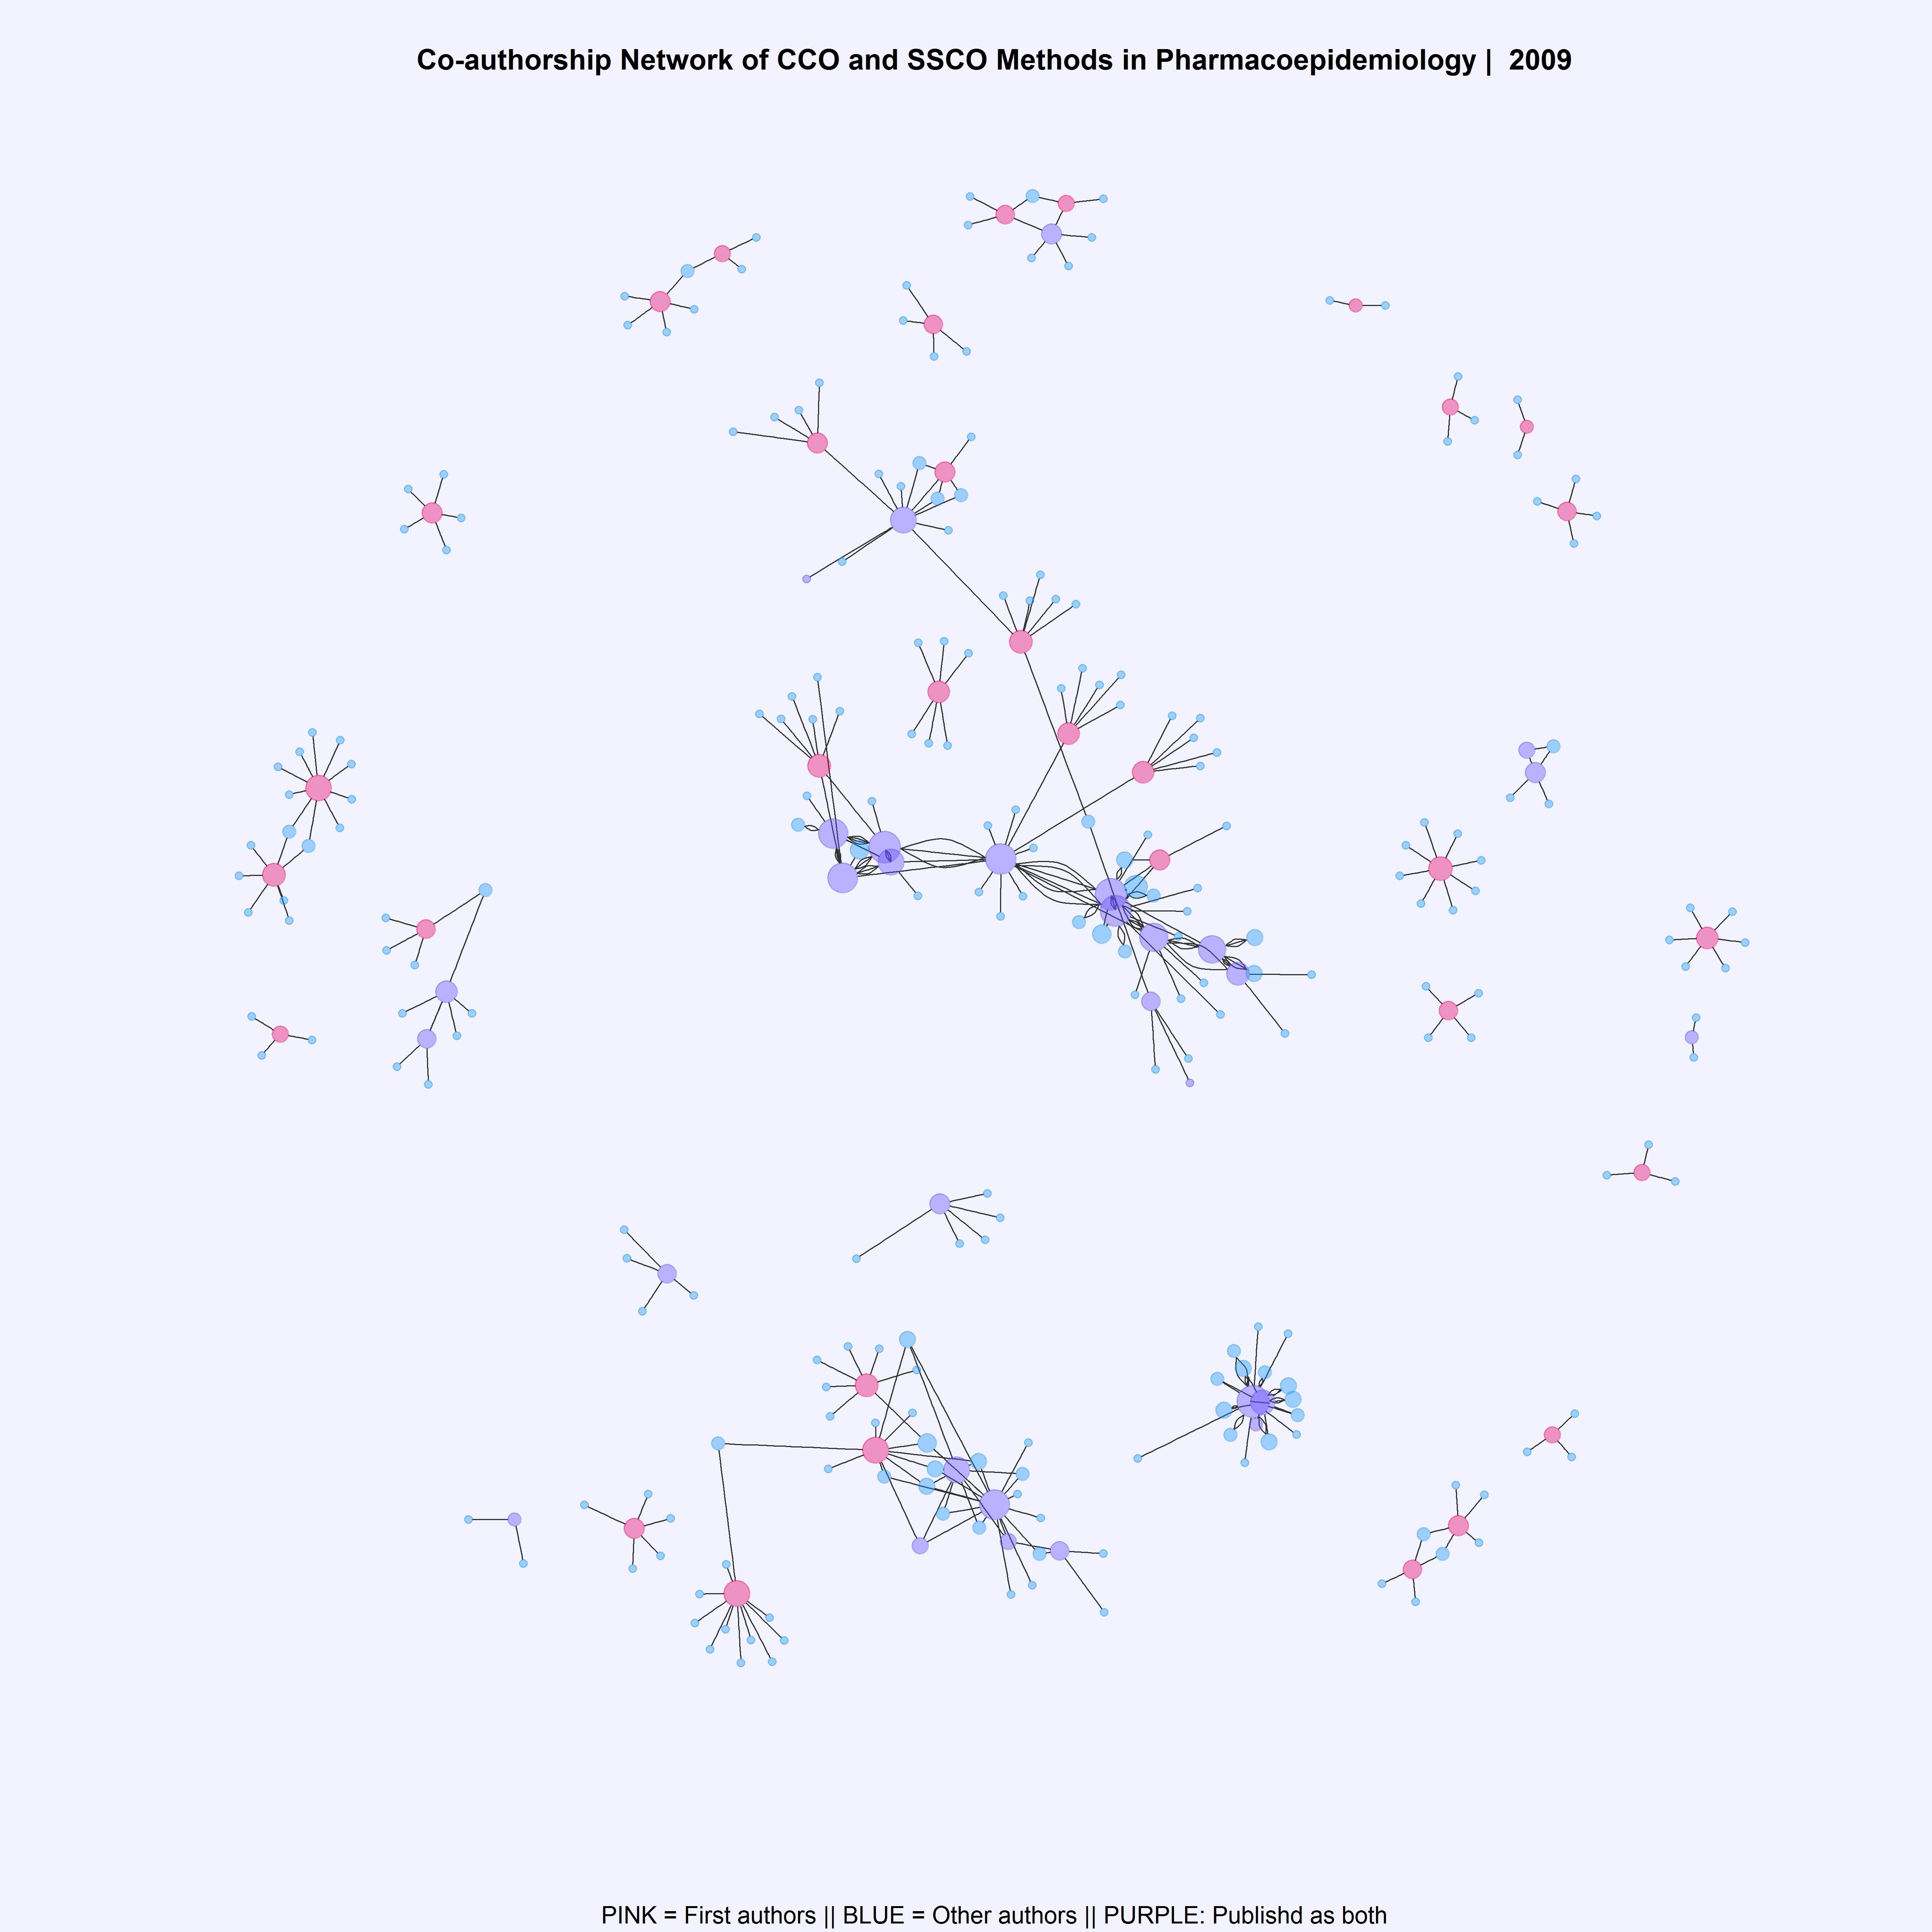 Co-authorship Network of CCO and SSCO Methods in Pharmacoepidemiology | 2009
PINK = First authors || BLUE = Other authors || PURPLE: Publishd as both